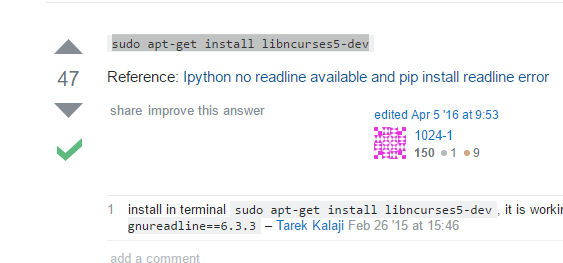 sudo apt-get install libncurses5-dev
47
Reference: Ipython no readline available and pip install readline error
share improve this answer
edited Apr 5 '16 at 9:53
1024-1
150 ● 1 ● 9
1 install in terminal sudo apt-get install libncurses5-dev , it is
gnureadline==6.3.3 – Tarek Kalaji Feb 26 '15 at 15:46
add a comment